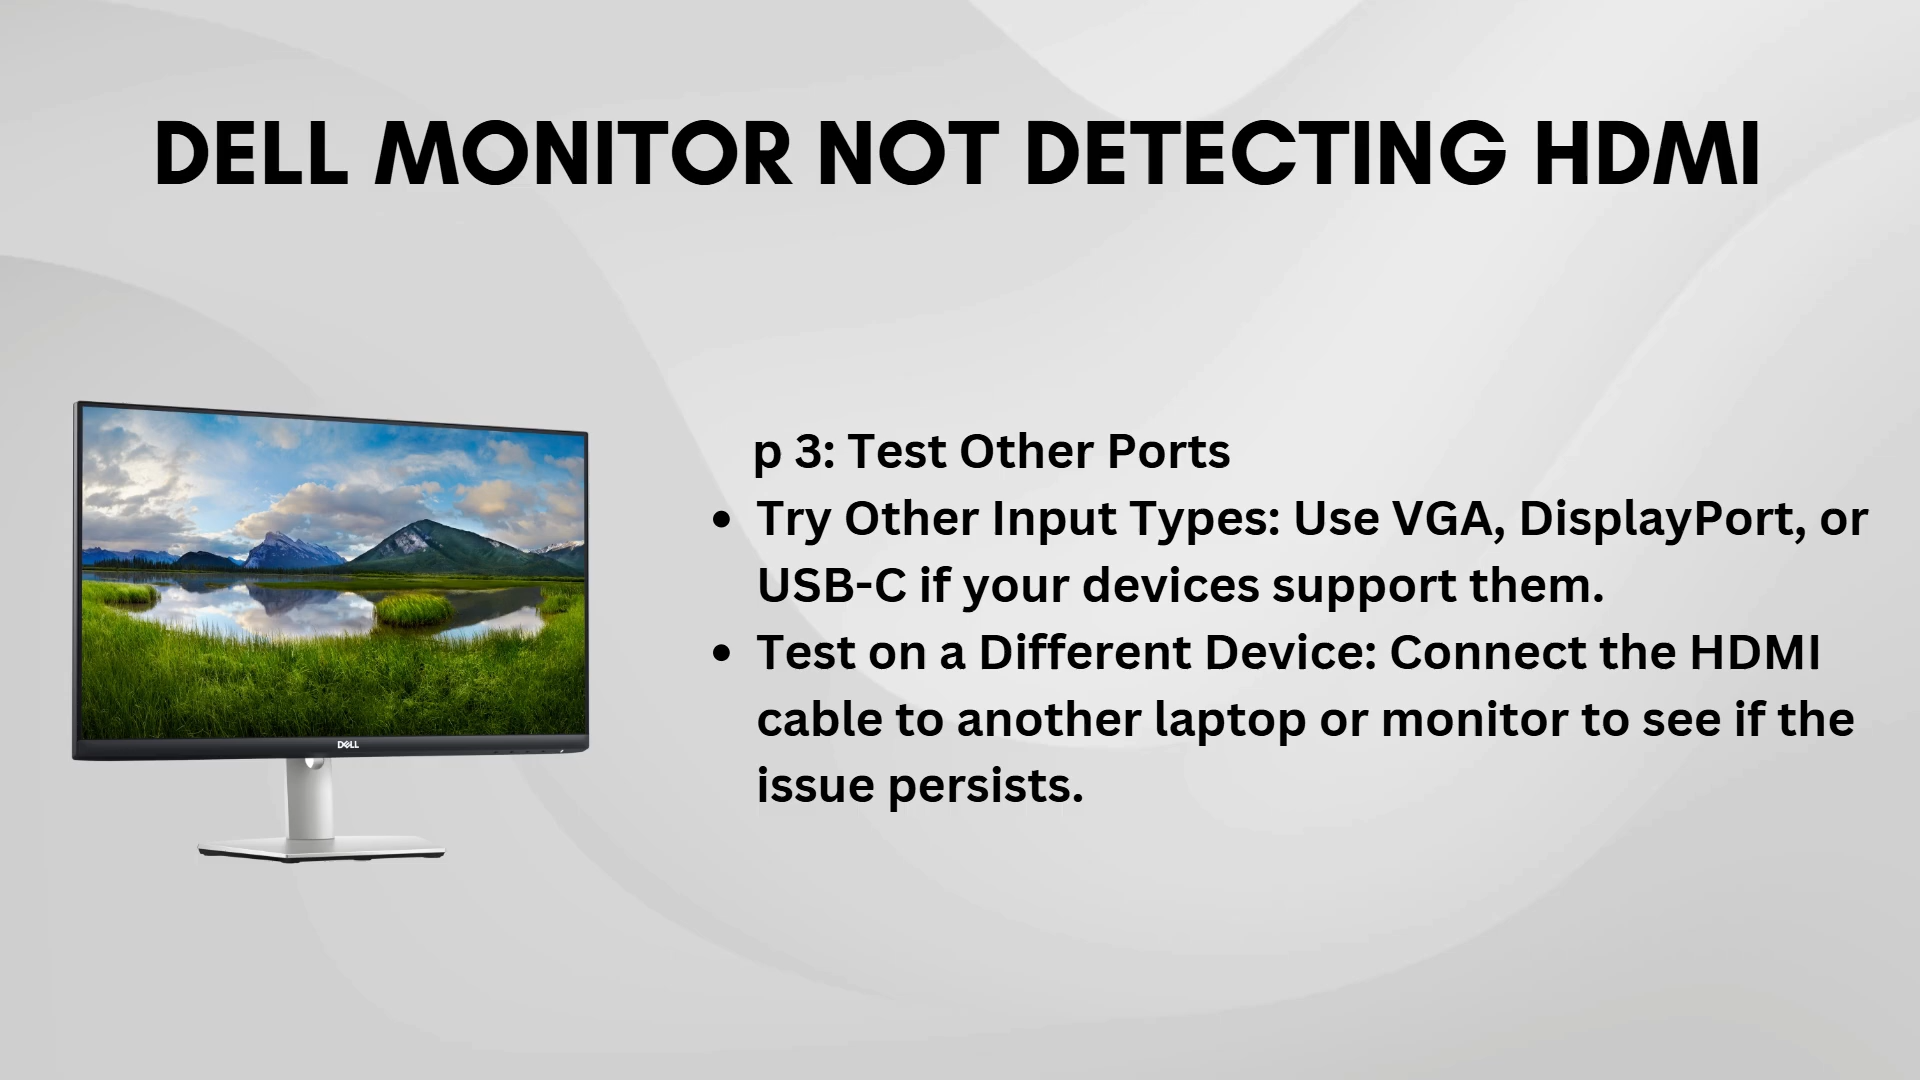 DELL MONITOR NOT DETECTING HDMI
p 3: Test Other Ports
• Try Other Input Types: Use VGA, DisplayPort, or
USB-C if your devices support them.
• Test on a Different Device: Connect the HDMI
cable to another laptop or monitor to see if the
issue persists.
DELL